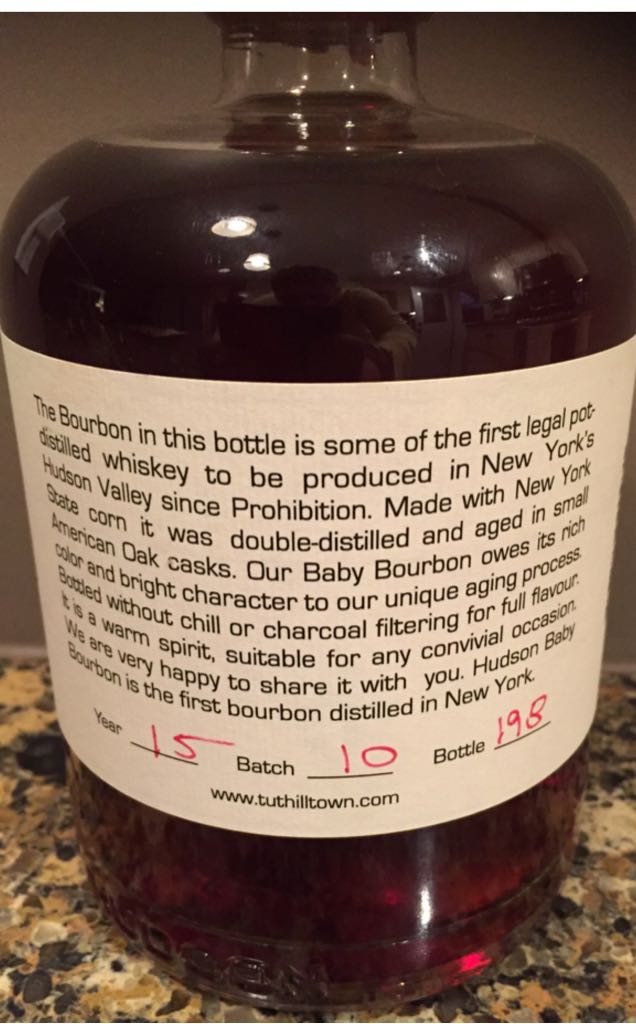 The Bourbon in this bottle is some of the first legal pot-
distilled whiskey to be produced in New York's
Hudson Valley since Prohibition. Made with New York
State corn it was double-distilled and aged in small
American Oak casks. Our Baby Bourbon owes its rich
color and bright character to our unique aging process.
Bottled without chill or charcoal filtering for full flavour.
It is a warm spirit, suitable for any convivial occasion.
We are very happy to share it with you. Hudson Baby
Bourbon is the first bourbon distilled in New York.
Year 15 Batch 10 Bottle 198
www.tuthilltown.com